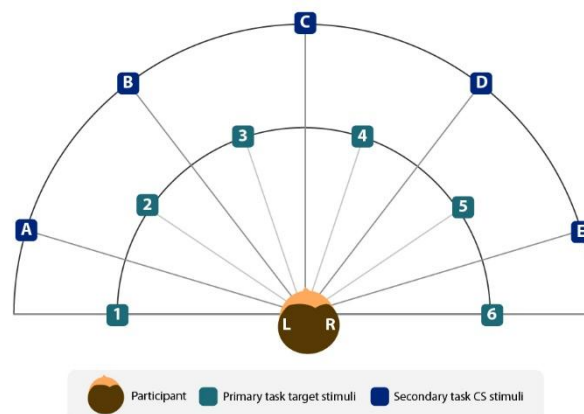 C
B
D
3
4
2
5
A
E
L
R
1
6
Participant
Primary task target stimuli
Secondary task CS stimuli